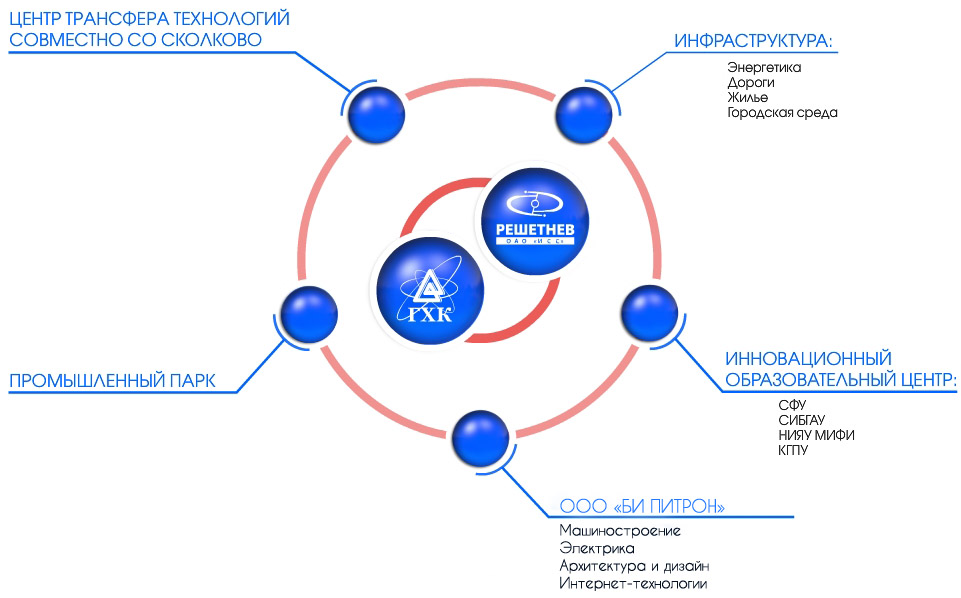 ЦЕНТР ТРАНСФЕРА ТЕХНОЛОГИЙ
СОВМЕСТНО СО СКОЛКОВО
ИНФРАСТРУКТУРА:
Энергетика
Дороги
Жилье
Городская среда
РЕШЕТНЕВ
ОАО «ИСС»
ГХК
ПРОМЫШЛЕННЫЙ ПАРК
ИННОВАЦИОННЫЙ
ОБРАЗОВАТЕЛЬНЫЙ ЦЕНТР:
СФУ
СИБГАУ
НИЯУ МИФИ
КГПУ
ООО «БИ ПИТРОН»
Машиностроение
Электрика
Архитектура и дизайн
Интернет-технологии